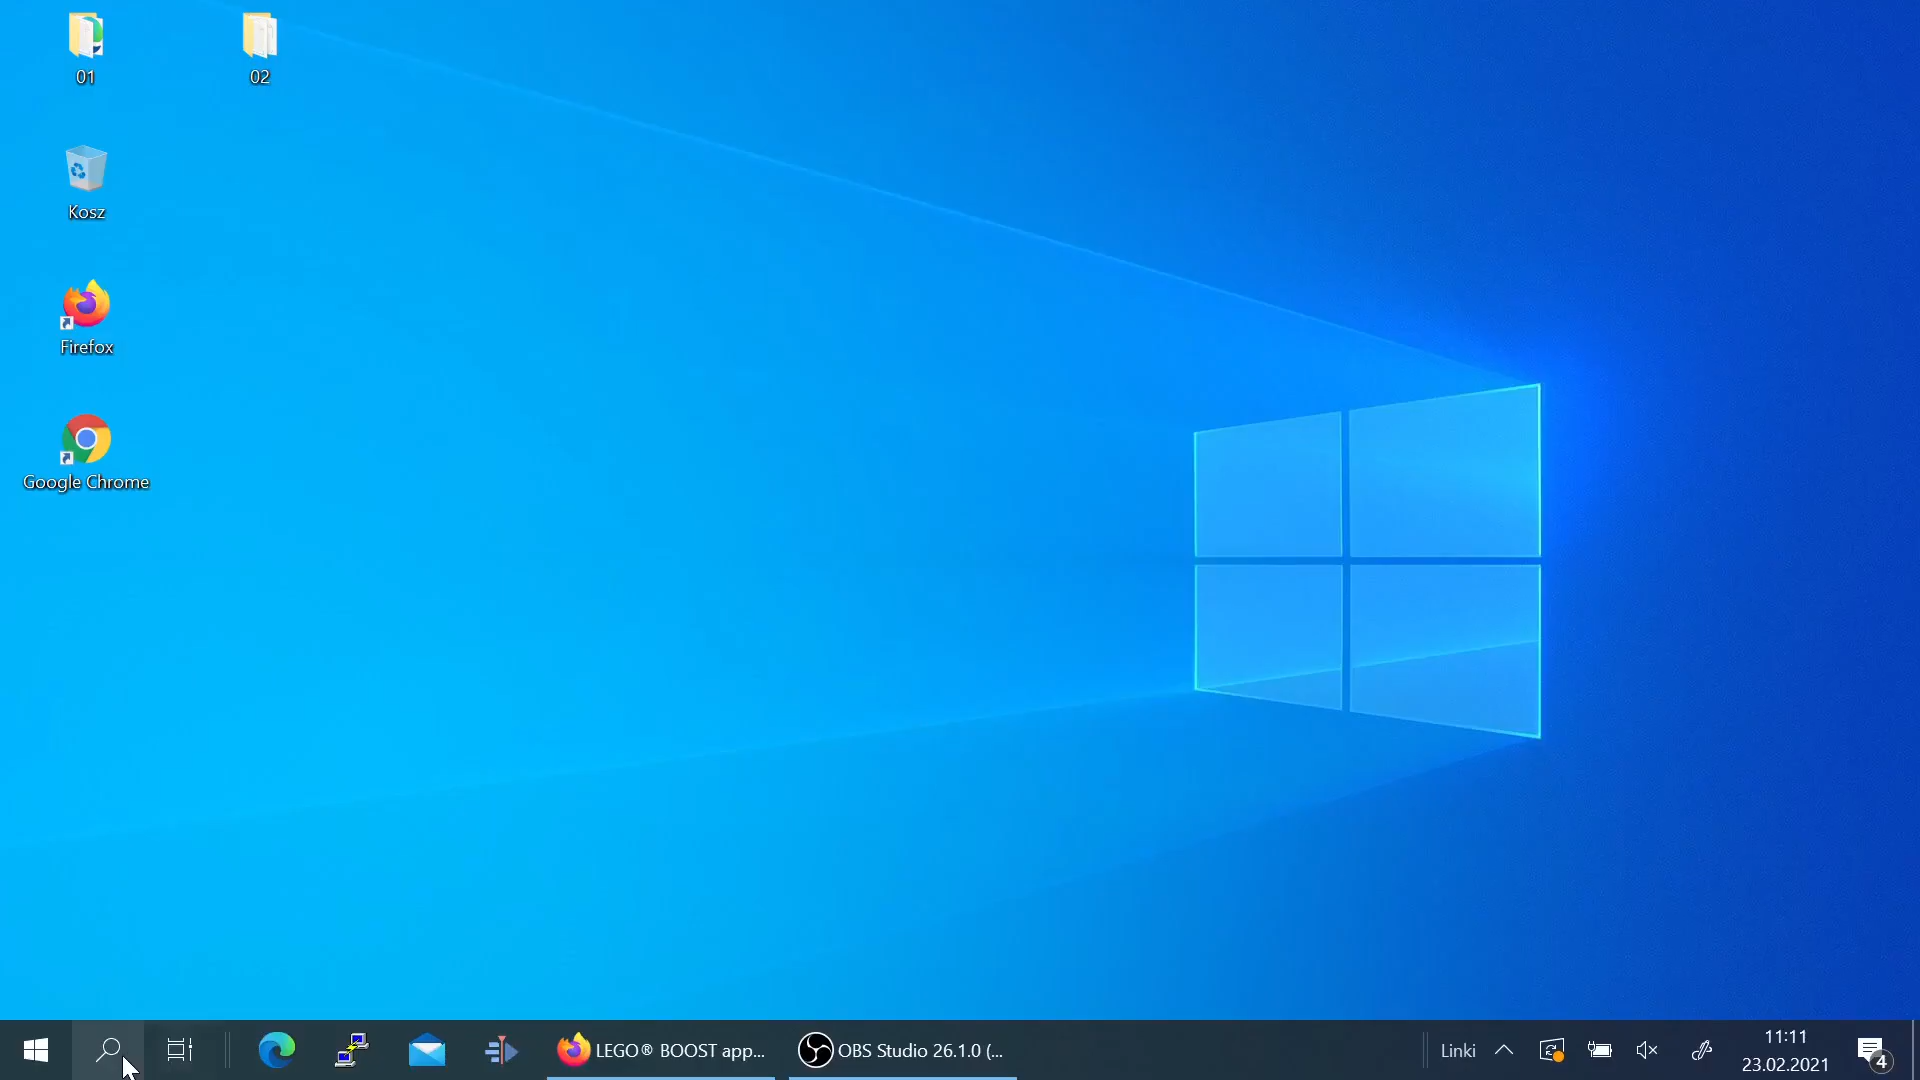 01
02
Kosz
Firefox
Google Chrome
LEGO® BOOST app...
OBS Studio 26.1.0 (...
Linki
11:11
23.02.2021
4